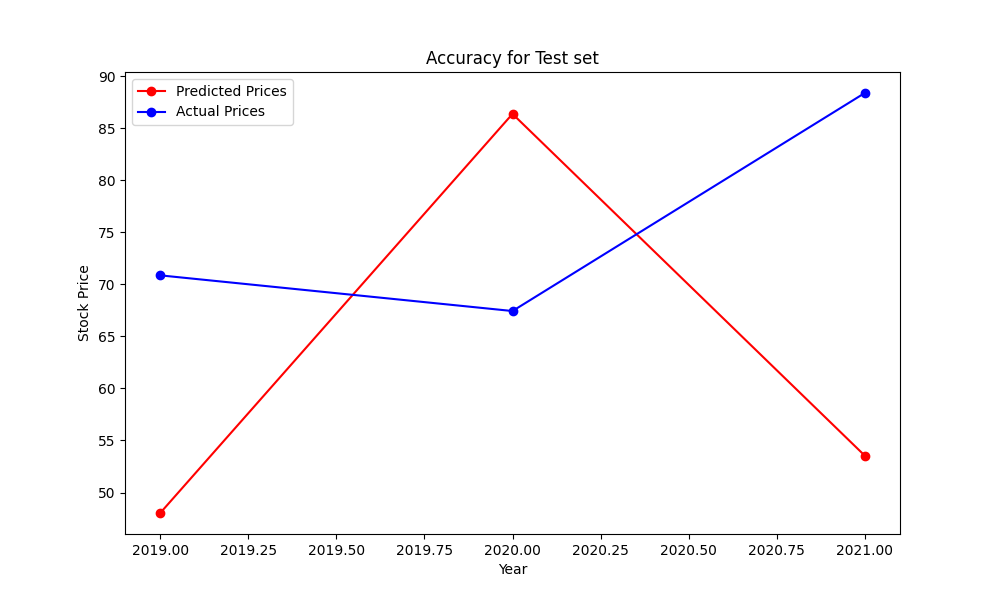 Accuracy for Test set
Predicted Prices
Actual Prices
90
85
80
75
70
65
60
55
50
Stock Price
2019.00 2019.25 2019.50 2019.75 2020.00 2020.25 2020.50 2020.75 2021.00
Year